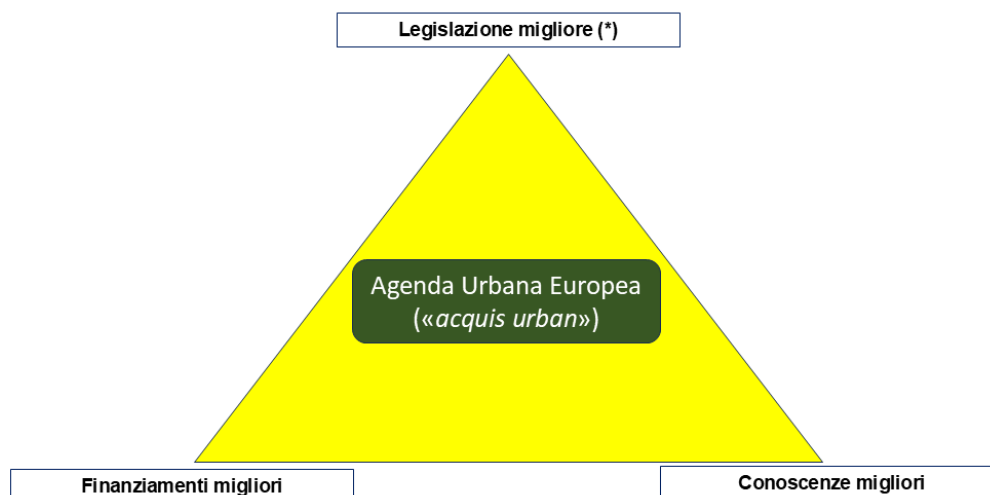 Legislazione migliore (*)
Agenda Urbana Europea
(«acquis urban»)
Finanziamenti migliori
Conoscenze migliori